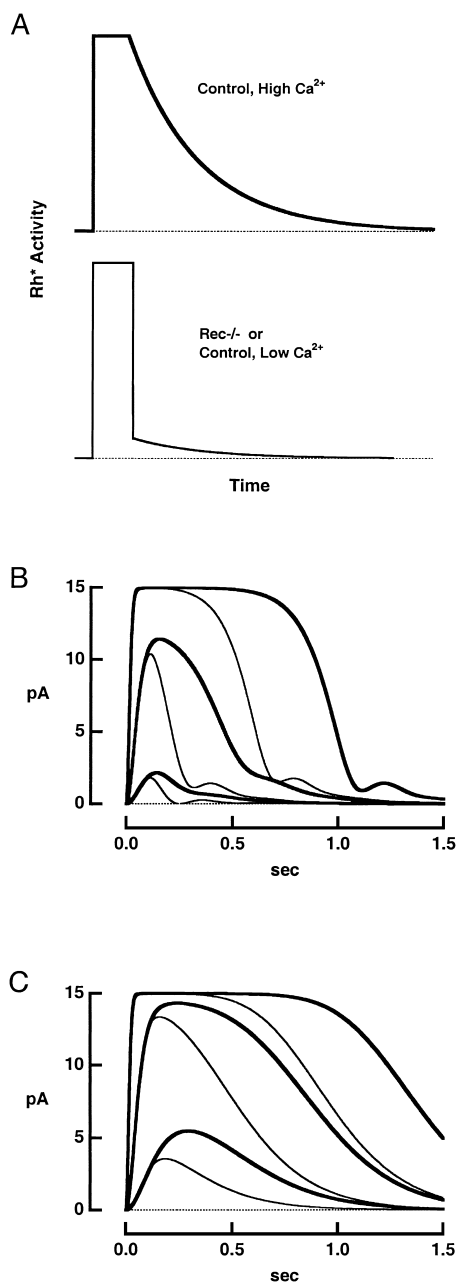 A
Control, High Ca2+
Rh* Activity
Rec-/- or
Control, Low Ca2+
Time
B
15
10
pA
5
0
0.0 0.5 1.0 1.5
sec
C
15
10
pA
5
0
0.0 0.5 1.0 1.5
sec